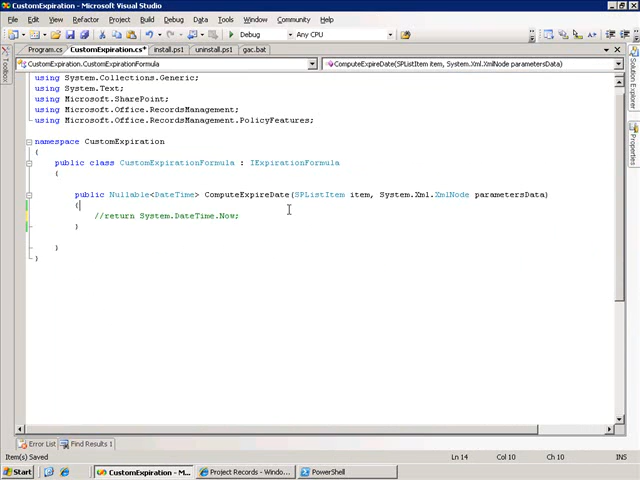 CustomExpiration - Microsoft Visual Studio
File Edit View Refactor Project Build Debug Data Tools Window Community Help
Debug Any CPU
Program.cs CustomExpiration.cs* install.ps1 uninstall.ps1 gac.bat
CustomExpiration.CustomExpirationFormula ComputeExpireDate(SPListItem item, System.Xml.XmlNode parametersData)
Toolbox
Solution Explorer
Properties
using System.Collections.Generic;
using System.Text;
using Microsoft.SharePoint;
using Microsoft.Office.RecordsManagement;
using Microsoft.Office.RecordsManagement.PolicyFeatures;
namespace CustomExpiration
{
public class CustomExpirationFormula : IExpirationFormula
{
public Nullable<DateTime> ComputeExpireDate(SPListItem item, System.Xml.XmlNode parametersData)
{
//return System.DateTime.Now;
}
}
}
Error List Find Results 1
Item(s) Saved Ln 14 Col 10 Ch 10 INS
Start CustomExpiration - M... Project Records - Windo... PowerShell